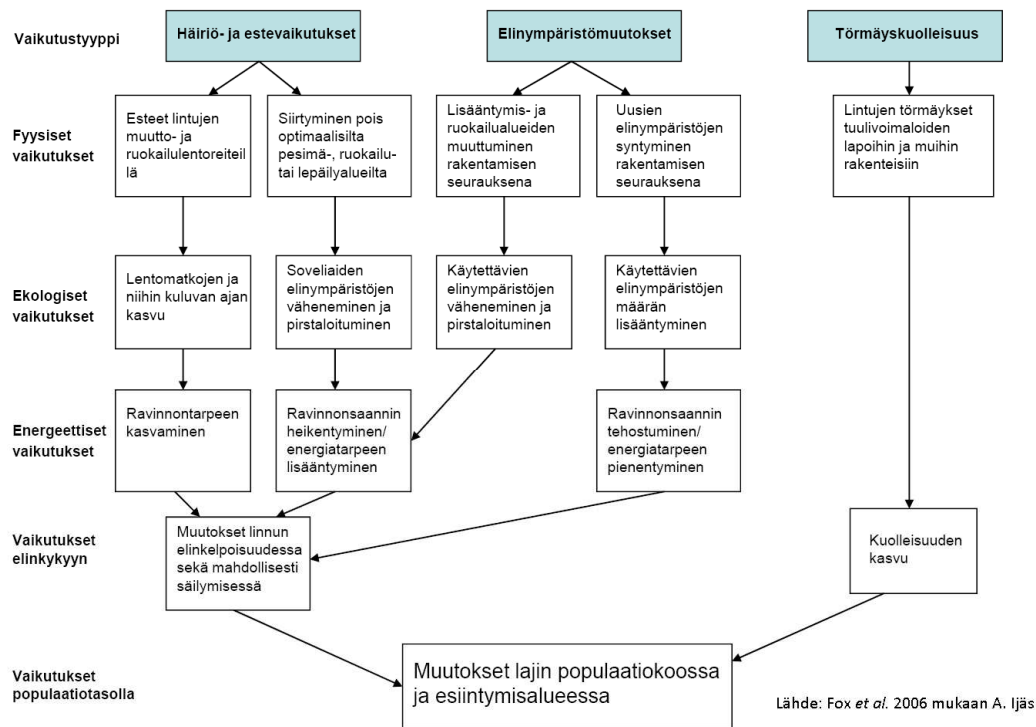 Vaikutustyyppi
Häiriö- ja estevaikutukset
Elinympäristömuutokset
Törmäyskuolleisuus
Fyysiset
vaikutukset
Esteet lintujen
muutto- ja
ruokailulentoreiteil
lä
Siirtyminen pois
optimaalisilta
pesimä-, ruokailu-
tai lepäilyalueilta
Lisääntymis- ja
ruokailualueiden
muuttuminen
rakentamisen
seurauksena
Uusien
elinympäristöjen
syntyminen
rakentamisen
seurauksena
Lintujen törmäykset
tuulivoimaloiden
lapoihin ja muihin
rakenteisiin
Ekologiset
vaikutukset
Lentomatkojen ja
niihin kuluvan ajan
kasvu
Soveliaiden
elinympäristöjen
väheneminen ja
pirstaloituminen
Käytettävien
elinympäristöjen
väheneminen ja
pirstaloituminen
Käytettävien
elinympäristöjen
määrän
lisääntyminen
Energeettiset
vaikutukset
Ravinnontarpeen
kasvaminen
Ravinnonsaannin
heikentyminen/
energiatarpeen
lisääntyminen
Ravinnonsaannin
tehostuminen/
energiatarpeen
pienentyminen
Vaikutukset
elinkykyyn
Muutokset linnun
elinkelpoisuudessa
sekä mahdollisesti
säilymisessä
Kuolleisuuden
kasvu
Vaikutukset
populaatiotasolla
Muutokset lajin populaatiokoossa
ja esiintymisalueessa
Lähde: Fox et al. 2006 mukaan A. Ijäs